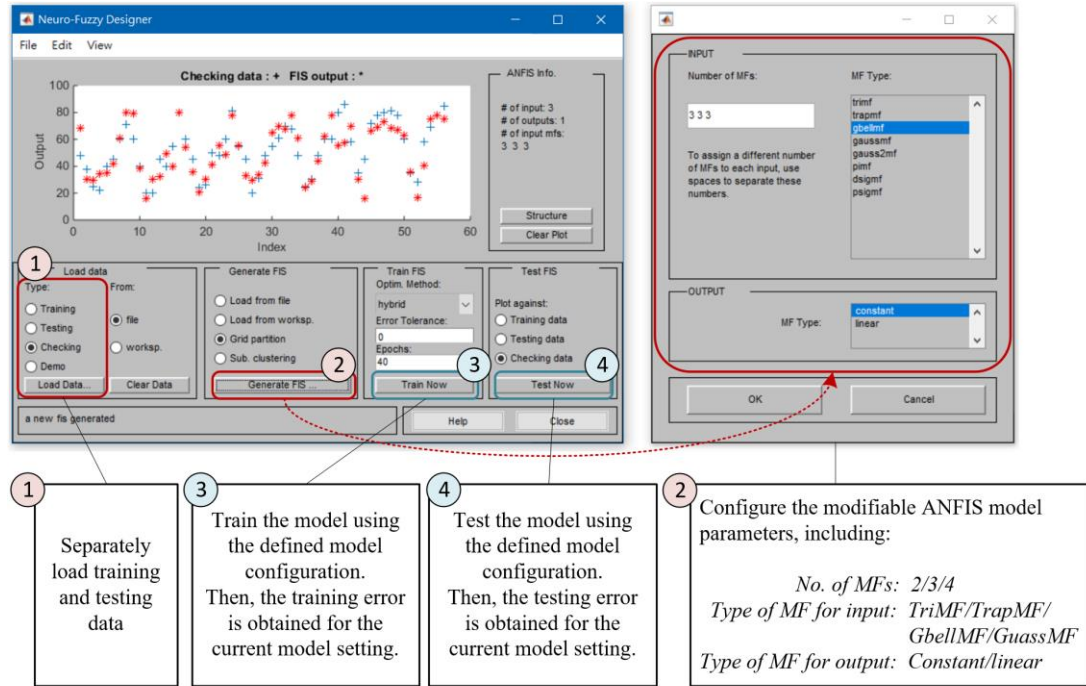 Neuro-Fuzzy Designer
File Edit View
Checking data : + FIS output : *
100
80
60
40
20
0
Output
0 10 20 30 40 50 60
Index
ANFIS Info.
# of input: 3
# of outputs: 1
# of input mfs:
3 3 3
Structure
Clear Plot
1
Load data
Type:
From:
Training
Testing
Checking
Demo
file
worksp.
Load Data...
Clear Data
Generate FIS
Load from file
Load from worksp.
Grid partition
Sub. clustering
2
Generate FIS ...
Train FIS
Optim. Method:
hybrid
Error Tolerance:
0
Epochs:
40
3
Train Now
Test FIS
Plot against:
Training data
Testing data
Checking data
4
Test Now
a new fis generated
Help
Close
INPUT
Number of MFs:
3 3 3
To assign a different number
of MFs to each input, use
spaces to separate these
numbers.
MF Type:
trimf
trapmf
gbellmf
gaussmf
gauss2mf
pimf
dsigmf
psigmf
OUTPUT
MF Type:
constant
linear
OK
Cancel
1
Separately
load training
and testing
data
3
Train the model using
the defined model
configuration.
Then, the training error
is obtained for the
current model setting.
4
Test the model using
the defined model
configuration.
Then, the testing error
is obtained for the
current model setting.
2
Configure the modifiable ANFIS model
parameters, including:
No. of MFs: 2/3/4
Type of MF for input: TriMF/TrapMF/
GbellMF/GuassMF
Type of MF for output: Constant/linear